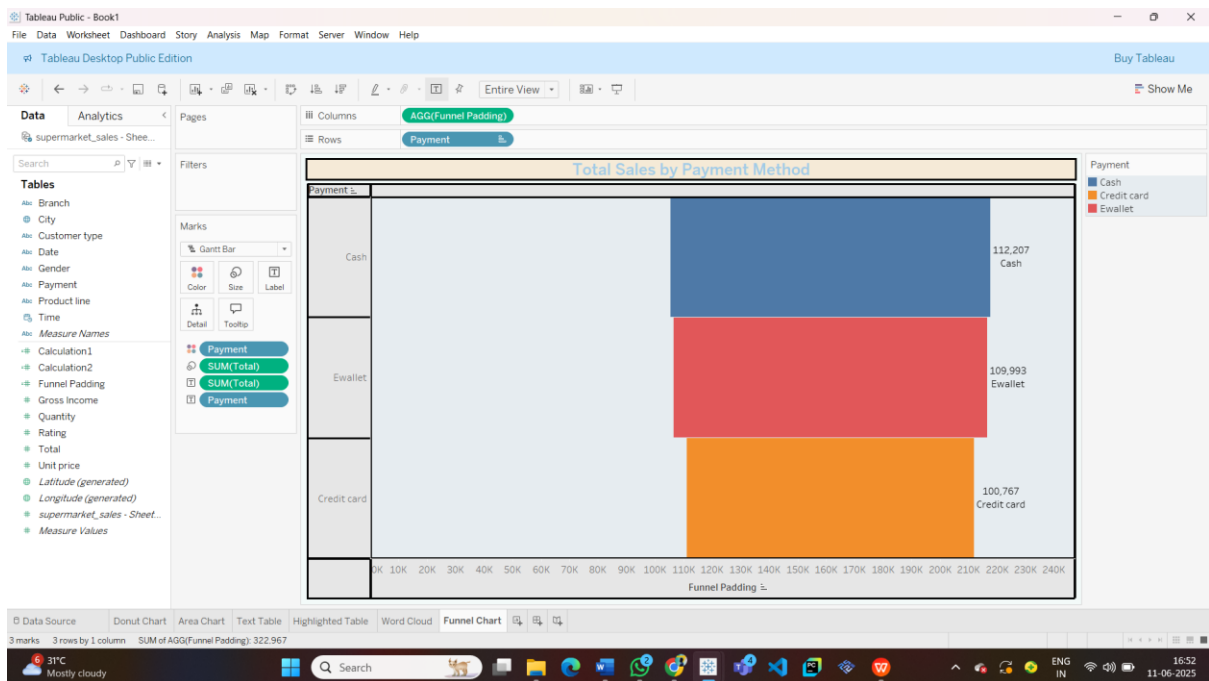 Tableau Public - Book1
File Data Worksheet Dashboard Story Analysis Map Format Server Window Help
Tableau Desktop Public Edition
Buy Tableau
Entire View
Show Me
Data Analytics
supermarket_sales - Shee...
Search
Tables
Abc Branch
City
Abc Customer type
Abc Date
Abc Gender
Abc Payment
Abc Product line
Time
Abc Measure Names
Calculation1
Calculation2
Funnel Padding
Gross Income
Quantity
Rating
Total
Unit price
Latitude (generated)
Longitude (generated)
supermarket_sales - Sheet...
Measure Values
Pages
Filters
Marks
Gantt Bar
Color Size Label
Detail Tooltip
Payment
SUM(Total)
SUM(Total)
Payment
Columns
AGG(Funnel Padding)
Rows
Payment
Total Sales by Payment Method
Payment
Cash
112,207
Cash
Ewallet
109,993
Ewallet
Credit card
100,767
Credit card
0K 10K 20K 30K 40K 50K 60K 70K 80K 90K 100K 110K 120K 130K 140K 150K 160K 170K 180K 190K 200K 210K 220K 230K 240K
Funnel Padding
Payment
Cash
Credit card
Ewallet
Data Source Donut Chart Area Chart Text Table Highlighted Table Word Cloud Funnel Chart
3 marks 3 rows by 1 column SUM of AGG(Funnel Padding): 322,967
6
31°C
Mostly cloudy
Search
2
ENG
IN
16:52
11-06-2025